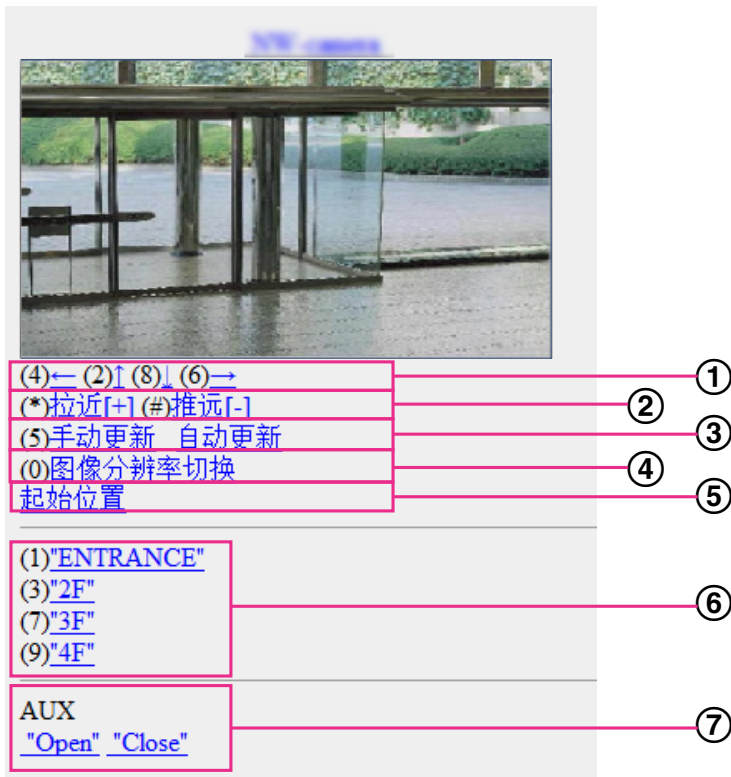 NW-camera
(4)← (2)↑ (8)↓ (6)→
①
(*)拉近[+] (#)推远[-]
②
(5)手动更新 自动更新
③
(0)图像分辨率切换
④
起始位置
⑤
(1)"ENTRANCE"
(3)"2F"
(7)"3F"
(9)"4F"
⑥
AUX
"Open" "Close"
⑦